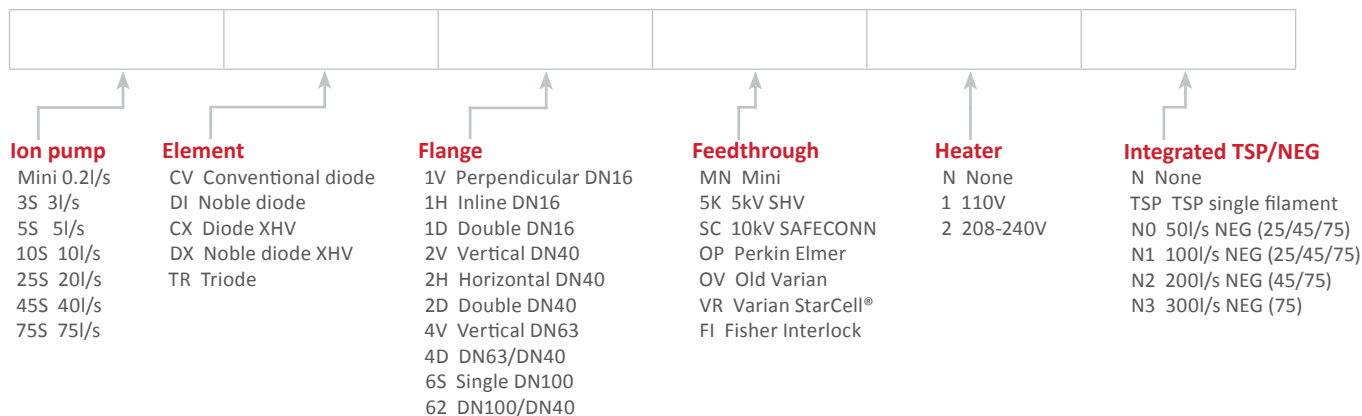 Ion pump
Mini 0.2l/s
3S 3l/s
5S 5l/s
10S 10l/s
25S 20l/s
45S 40l/s
75S 75l/s
Element
CV Conventional diode
DI Noble diode
CX Diode XHV
DX Noble diode XHV
TR Triode
Flange
1V Perpendicular DN16
1H Inline DN16
1D Double DN16
2V Vertical DN40
2H Horizontal DN40
2D Double DN40
4V Vertical DN63
4D DN63/DN40
6S Single DN100
62 DN100/DN40
Feedthrough
MN Mini
5K 5kV SHV
SC 10kV SAFECONN
OP Perkin Elmer
OV Old Varian
VR Varian StarCell®
FI Fisher Interlock
Heater
N None
1 110V
2 208-240V
Integrated TSP/NEG
N None
TSP TSP single filament
N0 50l/s NEG (25/45/75)
N1 100l/s NEG (25/45/75)
N2 200l/s NEG (45/75)
N3 300l/s NEG (75)